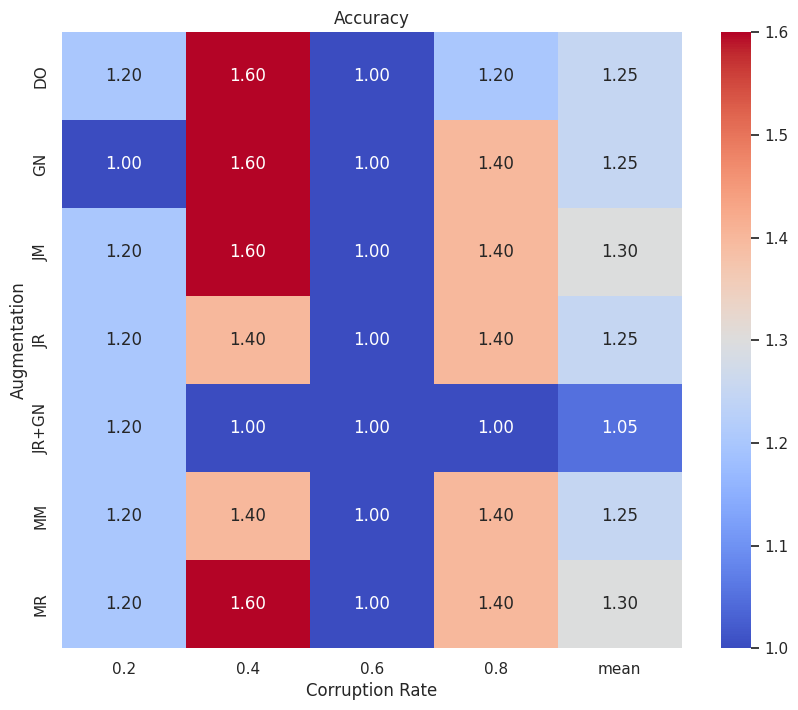 Accuracy
Augmentation
DO 1.20 1.60 1.00 1.20 1.25
GN 1.00 1.60 1.00 1.40 1.25
JM 1.20 1.60 1.00 1.40 1.30
JR 1.20 1.40 1.00 1.40 1.25
JR+GN 1.20 1.00 1.00 1.00 1.05
MM 1.20 1.40 1.00 1.40 1.25
MR 1.20 1.60 1.00 1.40 1.30
0.2 0.4 0.6 0.8 mean
Corruption Rate
1.6
1.5
1.4
1.3
1.2
1.1
1.0